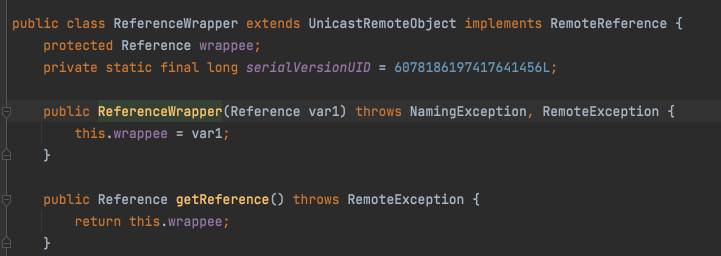 public class ReferenceWrapper extends UnicastRemoteObject implements RemoteReference {
    protected Reference wrappee;
    private static final long serialVersionUID = 6078186197417641456L;

    public ReferenceWrapper(Reference var1) throws NamingException, RemoteException {
        this.wrappee = var1;
    }

    public Reference getReference() throws RemoteException {
        return this.wrappee;
    }